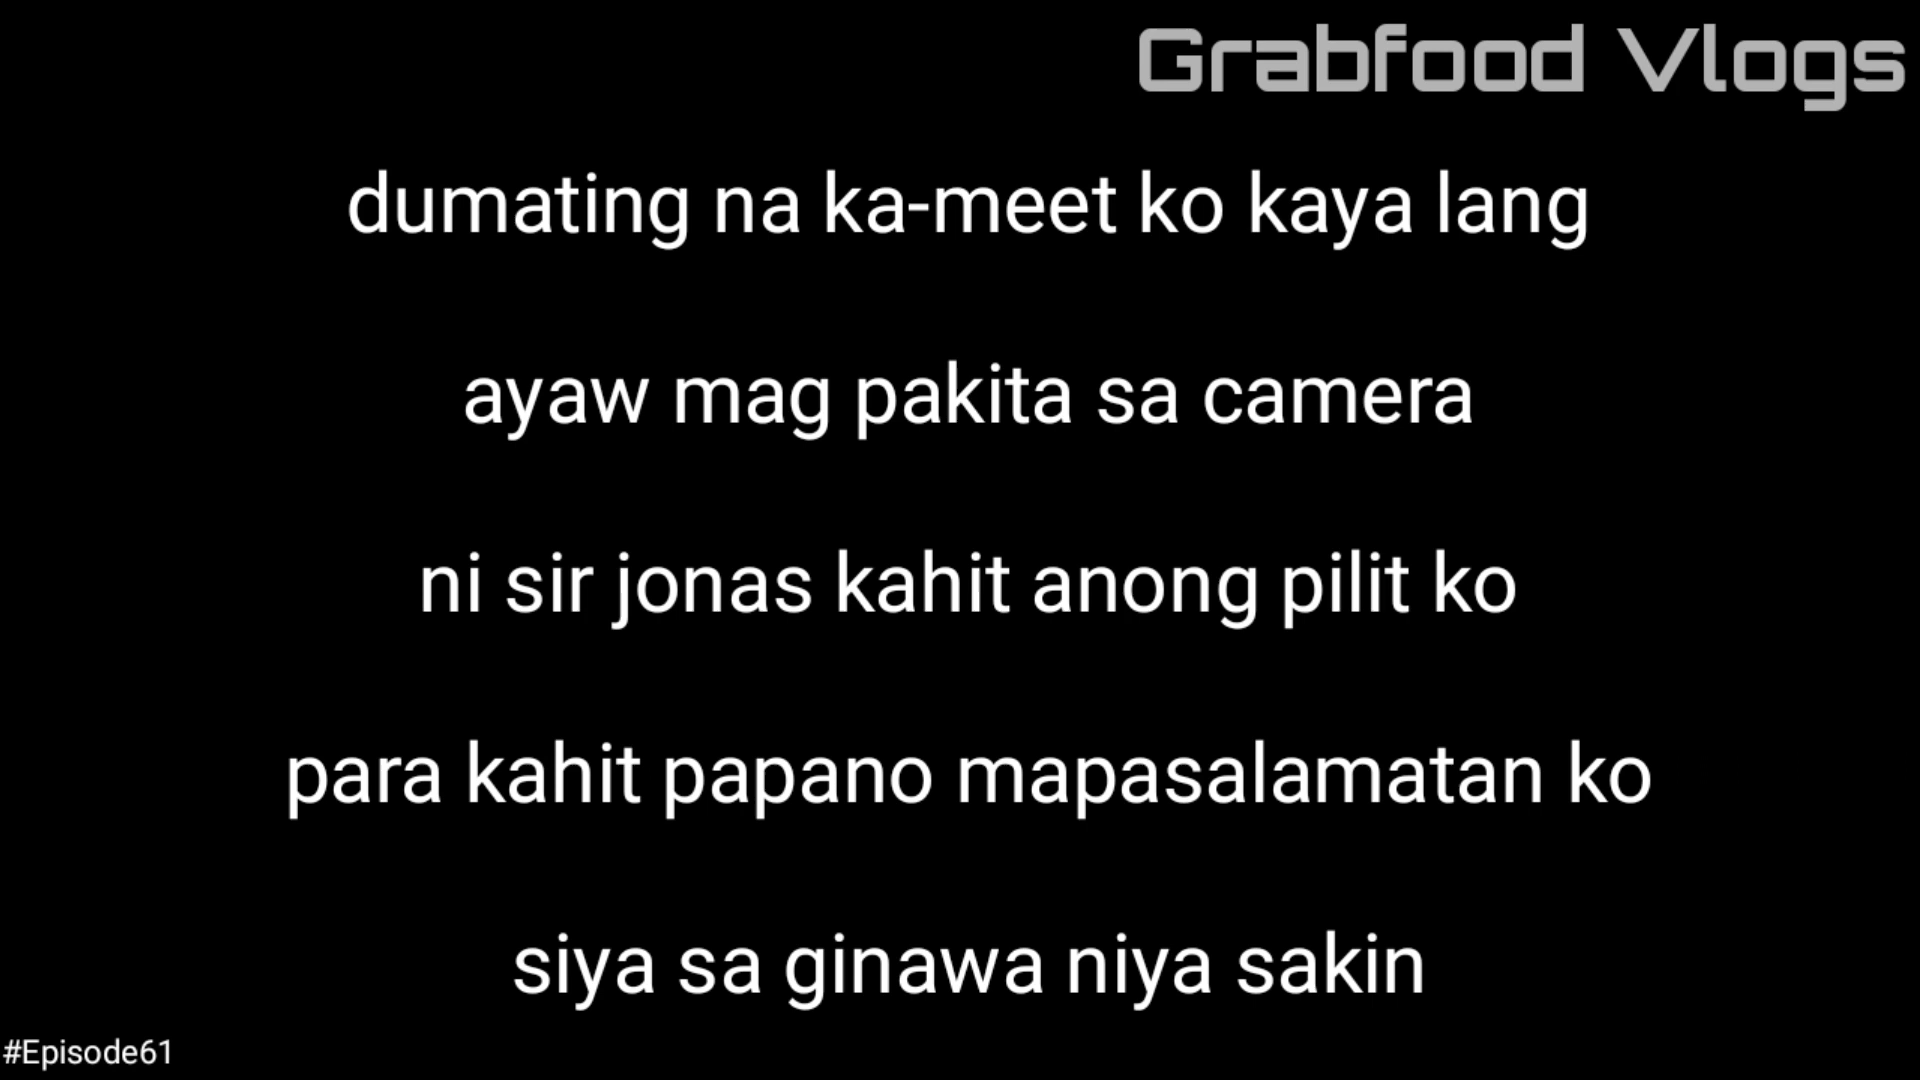 Grabfood Vlogs
dumating na ka-meet ko kaya lang
ayaw mag pakita sa camera
ni sir jonas kahit anong pilit ko
para kahit papano mapasalamatan ko
siya sa ginawa niya sakin
#Episode61